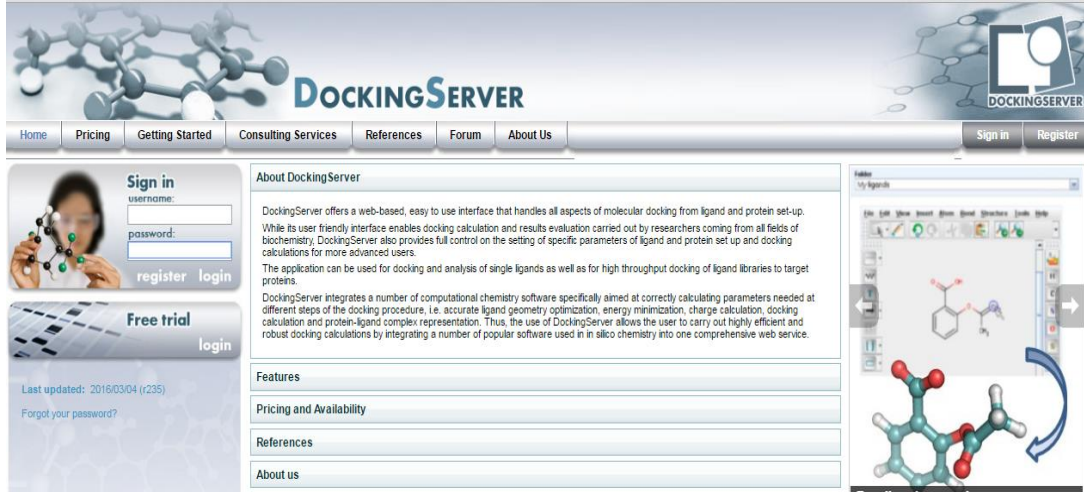 DOCKINGSERVER
DOCKINGSERVER
Home Pricing Getting Started Consulting Services References Forum About Us Sign in Register
Sign in
username:
password:
register login
Free trial
login
Last updated: 2016/03/04 (r235)
Forgot your password?
About DockingServer
DockingServer offers a web-based, easy to use interface that handles all aspects of molecular docking from ligand and protein set-up.
While its user friendly interface enables docking calculation and results evaluation carried out by researchers coming from all fields of
biochemistry, DockingServer also provides full control on the setting of specific parameters of ligand and protein set up and docking
calculations for more advanced users.
The application can be used for docking and analysis of single ligands as well as for high throughput docking of ligand libraries to target
proteins.
DockingServer integrates a number of computational chemistry software specifically aimed at correctly calculating parameters needed at
different steps of the docking procedure, i.e. accurate ligand geometry optimization, energy minimization, charge calculation, docking
calculation and protein-ligand complex representation. Thus, the use of DockingServer allows the user to carry out highly efficient and
robust docking calculations by integrating a number of popular software used in in silico chemistry into one comprehensive web service.
Features
Pricing and Availability
References
About us
Folder
My ligands
File Edit View Insert Atom Bond Structure Tools Help